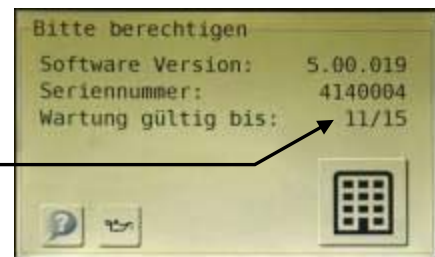 Bitte berechtigen
Software Version: 5.00.019
Seriennummer: 4140004
Wartung gültig bis: 11/15